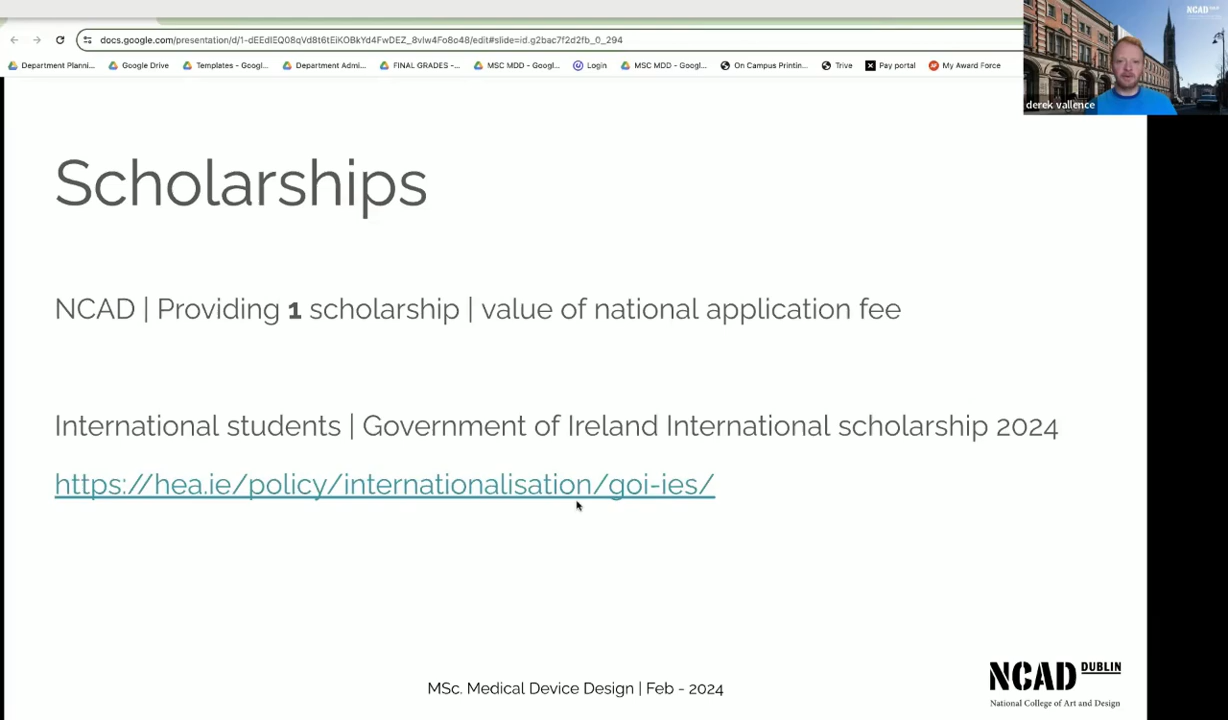 docs.google.com/presentation/d/1-dEEdIEQ08qVd8t6tEiKOBkYd4FwDEZ_8vlw4Fo8o48/edit#slide=id.g2bac7f2d2fb_0_294
Department Planni... Google Drive Templates - Googl... Department Admi... FINAL GRADES -... MSC MDD - Googl... Login MSC MDD - Googl... On Campus Printin... Trive Pay portal My Award Force
NCAD
derek vallence
Scholarships
NCAD | Providing 1 scholarship | value of national application fee
International students | Government of Ireland International scholarship 2024
https://hea.ie/policy/internationalisation/goi-ies/
MSc. Medical Device Design | Feb - 2024
NCAD DUBLIN
National College of Art and Design